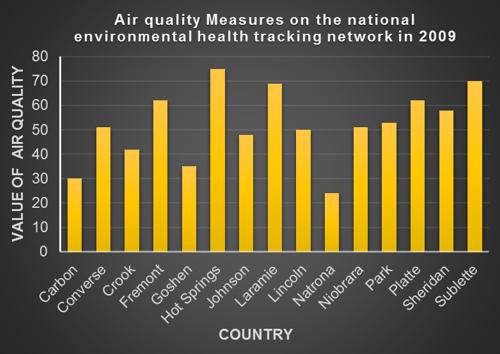 Air quality Measures on the national
environmental health tracking network in 2009
VALUE OF AIR QUALITY
80
70
60
50
40
30
20
10
0
Carbon
Converse
Crook
Fremont
Goshen
Hot Springs
Johnson
Laramie
Lincoln
Natrona
Niobrara
Park
Platte
Sheridan
Sublette
COUNTRY